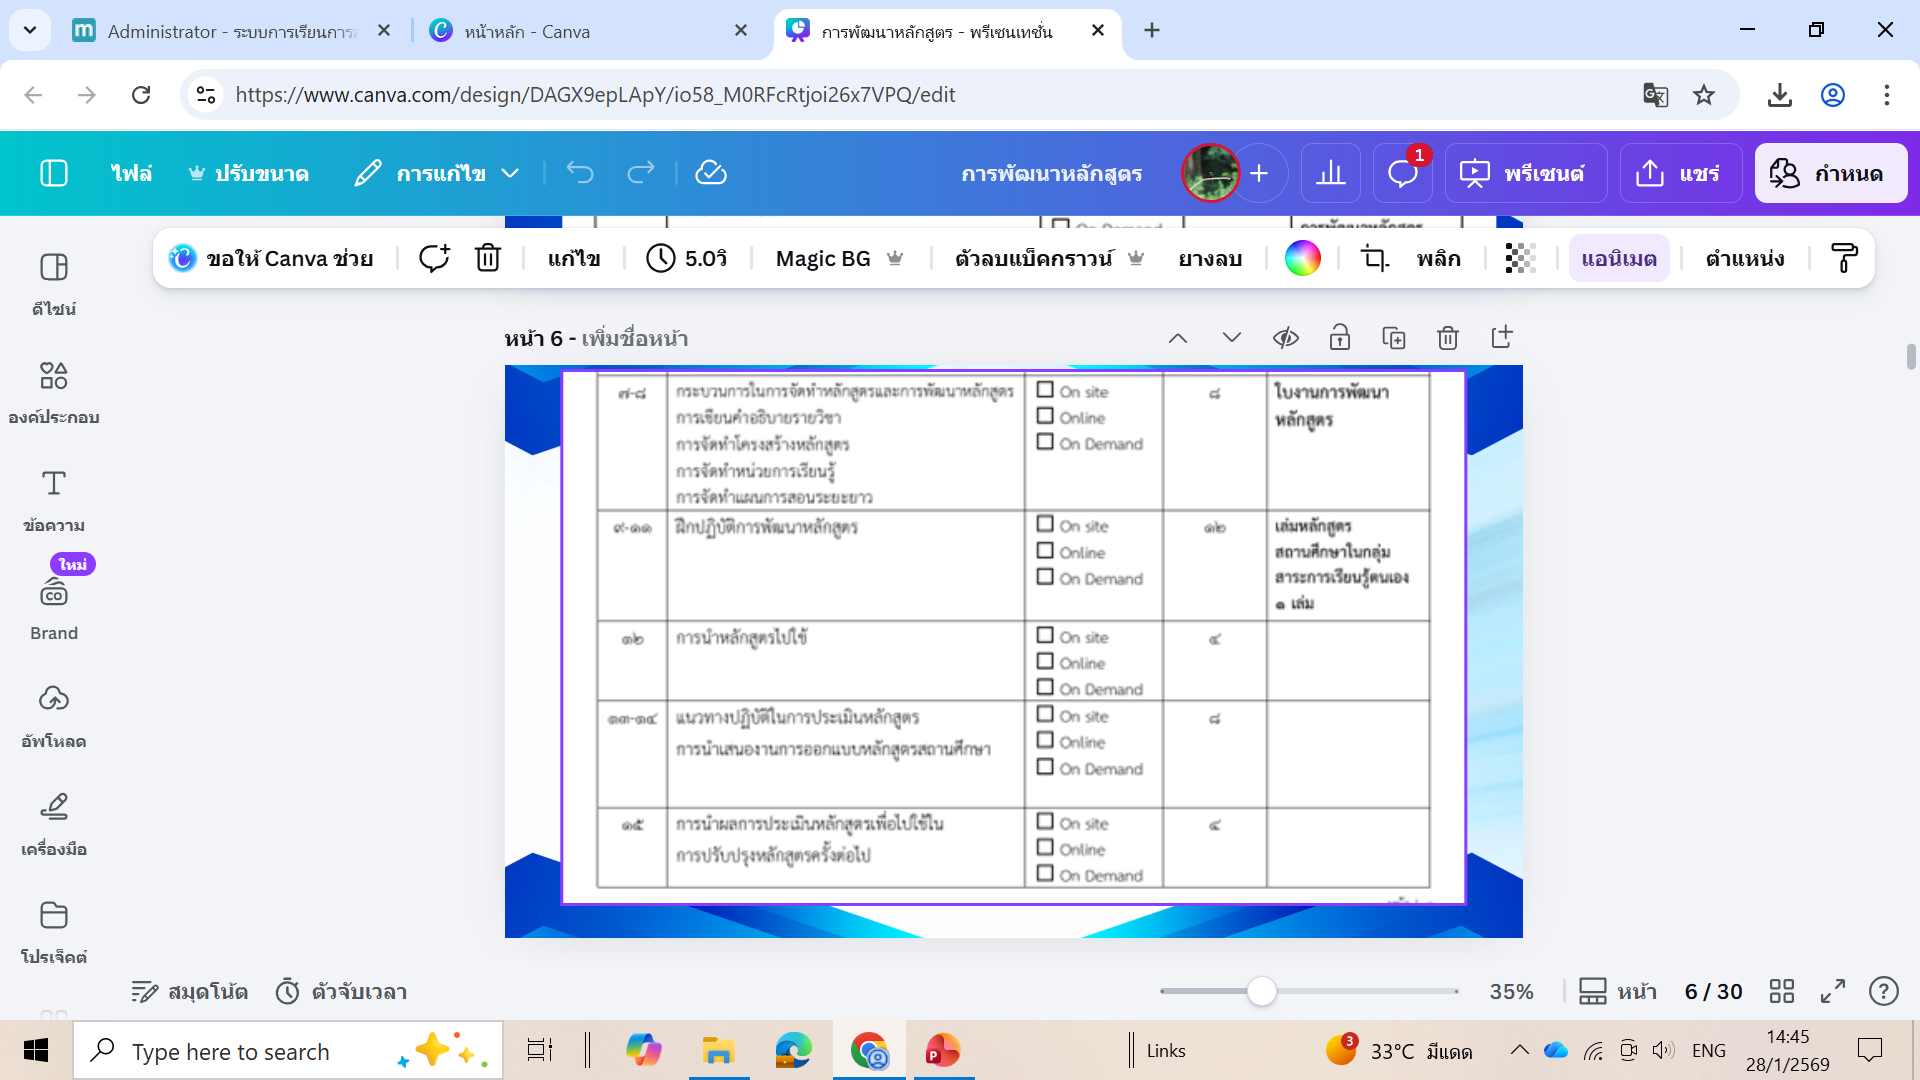 Administrator - ระบบการเรียนการส
หน้าหลัก - Canva
การพัฒนาหลักสูตร - พรีเซนเทชั่น
https://www.canva.com/design/DAGX9epLApY/io58_M0RFcRtjoi26x7VPQ/edit
ไฟล์
ปรับขนาด
การแก้ไข
การพัฒนาหลักสูตร
1
พรีเซนต์
แชร์
กำหนด
ขอให้ Canva ช่วย
แก้ไข
5.0วิ
Magic BG
ตัวลบแบ็คกราวน์
ยางลบ
พลิก
แอนิเมต
ตำแหน่ง
ดีไซน์
องค์ประกอบ
ข้อความ
ใหม่
Brand
อัพโหลด
เครื่องมือ
โปรเจ็คต์
หน้า 6 - เพิ่มชื่อหน้า
๗-๘ กระบวนการในการจัดทำหลักสูตรและการพัฒนาหลักสูตร On site ๘ ใบงานการพัฒนา
การเขียนคำอธิบายรายวิชา Online หลักสูตร
การจัดทำโครงสร้างหลักสูตร On Demand
การจัดทำหน่วยการเรียนรู้
การจัดทำแผนการสอนระยะยาว
๙-๑๑ ฝึกปฏิบัติการพัฒนาหลักสูตร On site ๑๒ เล่มหลักสูตร
Online สถานศึกษาในกลุ่ม
On Demand สาระการเรียนรู้ตนเอง
๑ เล่ม
๑๒ การนำหลักสูตรไปใช้ On site ๔
Online
On Demand
๑๓-๑๔ แนวทางปฏิบัติในการประเมินหลักสูตร On site ๘
การนำเสนองานการออกแบบหลักสูตรสถานศึกษา Online
On Demand
๑๕ การนำผลการประเมินหลักสูตรเพื่อไปใช้ใน On site ๔
การปรับปรุงหลักสูตรครั้งต่อไป Online
On Demand
สมุดโน้ต
ตัวจับเวลา
35%
หน้า
6 / 30
Type here to search
Links
3
33°C มีแดด
ENG
14:45
28/1/2569